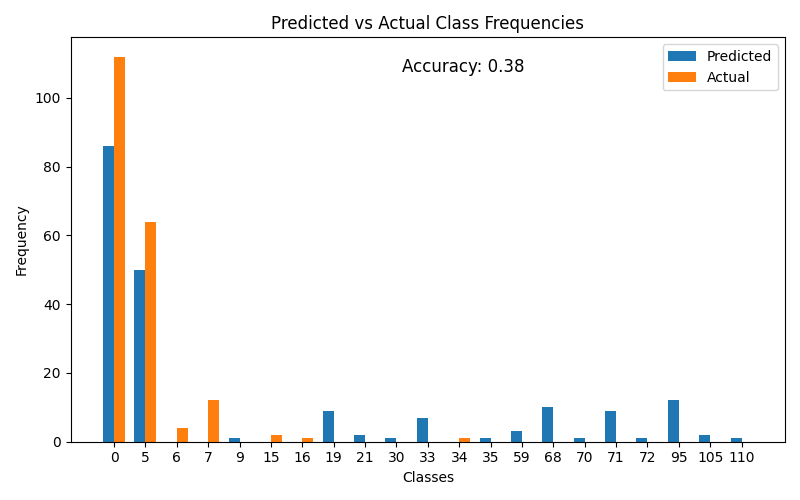 Predicted vs Actual Class Frequencies
Accuracy: 0.38
Predicted
Actual
Frequency
100
80
60
40
20
0
0 5 6 7 9 15 16 19 21 30 33 34 35 59 68 70 71 72 95 105 110
Classes